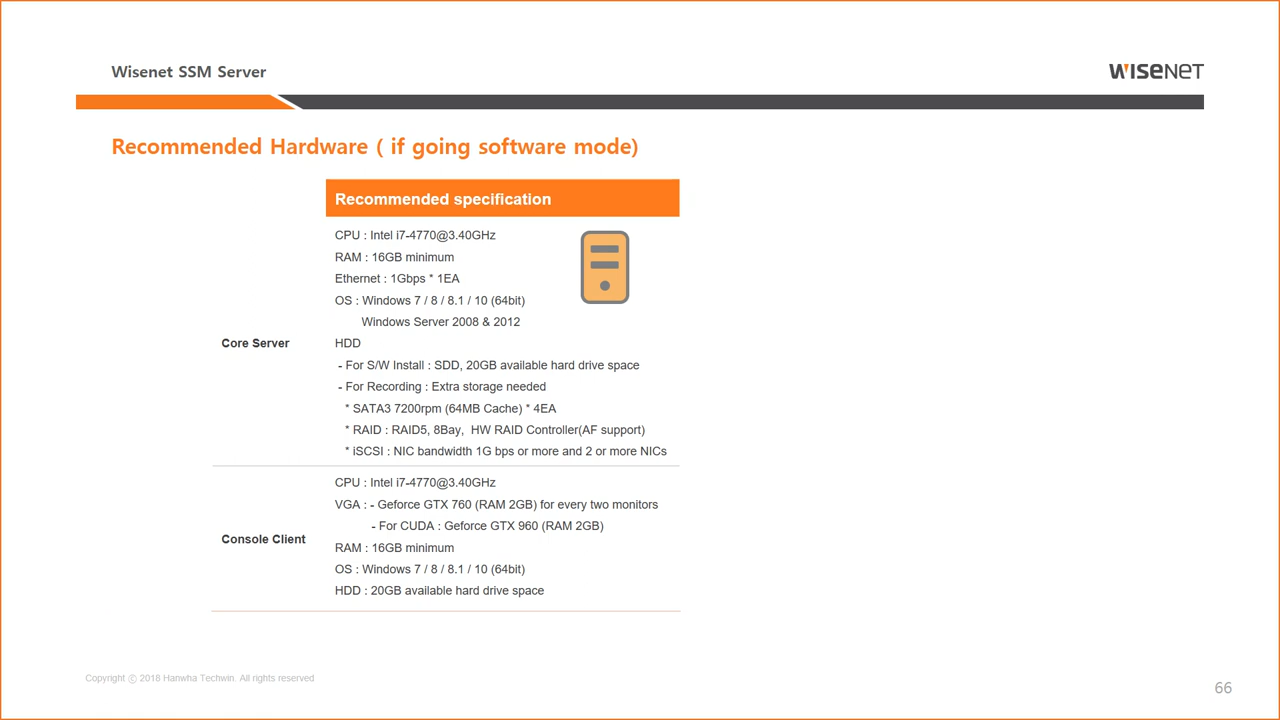 Wisenet SSM Server
WISENET
Recommended Hardware ( if going software mode)
Recommended specification
CPU : Intel i7-4770@3.40GHz
RAM : 16GB minimum
Ethernet : 1Gbps * 1EA
OS : Windows 7 / 8 / 8.1 / 10 (64bit)
Windows Server 2008 & 2012
Core Server
HDD
- For S/W Install : SDD, 20GB available hard drive space
- For Recording : Extra storage needed
* SATA3 7200rpm (64MB Cache) * 4EA
* RAID : RAID5, 8Bay, HW RAID Controller(AF support)
* iSCSI : NIC bandwidth 1G bps or more and 2 or more NICs
CPU : Intel i7-4770@3.40GHz
VGA : - Geforce GTX 760 (RAM 2GB) for every two monitors
- For CUDA : Geforce GTX 960 (RAM 2GB)
Console Client
RAM : 16GB minimum
OS : Windows 7 / 8 / 8.1 / 10 (64bit)
HDD : 20GB available hard drive space
Copyright ⓒ 2018 Hanwha Techwin. All rights reserved
66